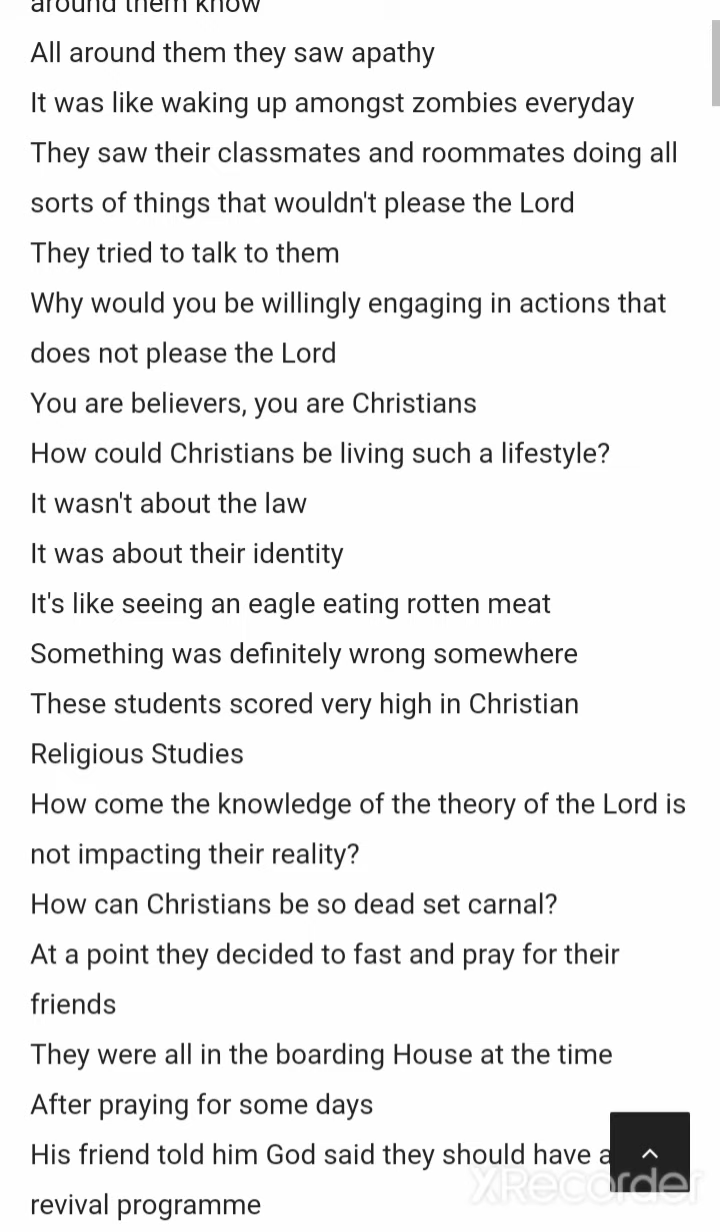 around them know
All around them they saw apathy
It was like waking up amongst zombies everyday
They saw their classmates and roommates doing all
sorts of things that wouldn't please the Lord
They tried to talk to them
Why would you be willingly engaging in actions that
does not please the Lord
You are believers, you are Christians
How could Christians be living such a lifestyle?
It wasn't about the law
It was about their identity
It's like seeing an eagle eating rotten meat
Something was definitely wrong somewhere
These students scored very high in Christian
Religious Studies
How come the knowledge of the theory of the Lord is
not impacting their reality?
How can Christians be so dead set carnal?
At a point they decided to fast and pray for their
friends
They were all in the boarding House at the time
After praying for some days
His friend told him God said they should have a
revival programme
XRecorder